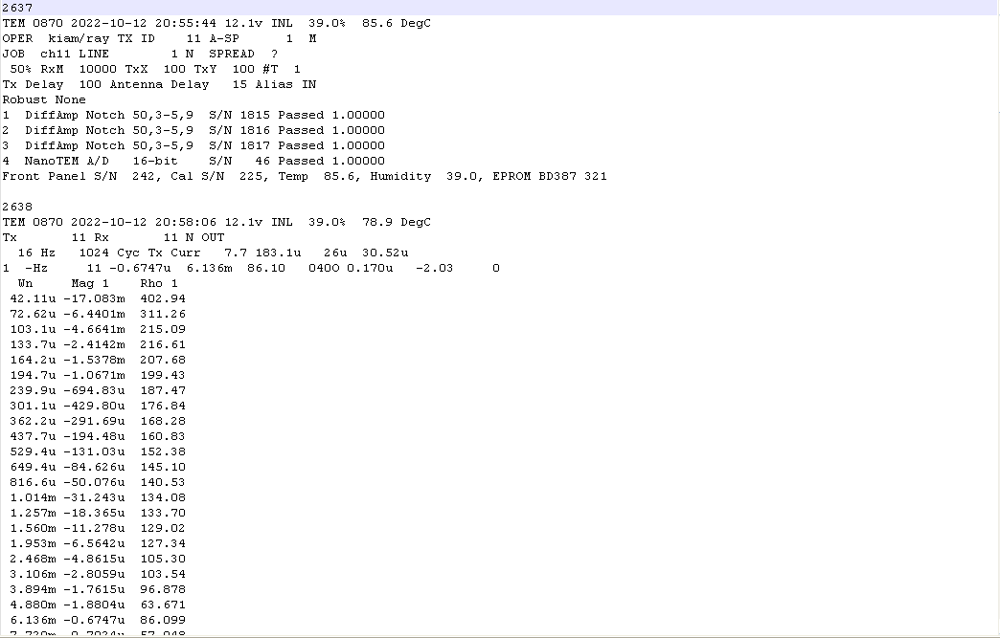 2637
TEM 0870 2022-10-12 20:55:44 12.1v INL  39.0%  85.6 DegC
OPER  kiam/ray TX ID    11 A-SP      1  M
JOB  ch11 LINE        1 N  SPREAD  ?
 50% RxM  10000 TxX  100 TxY  100 #T  1
Tx Delay  100 Antenna Delay   15 Alias IN
Robust None
1  DiffAmp Notch 50,3-5,9  S/N 1815 Passed 1.00000
2  DiffAmp Notch 50,3-5,9  S/N 1816 Passed 1.00000
3  DiffAmp Notch 50,3-5,9  S/N 1817 Passed 1.00000
4  NanoTEM A/D   16-bit    S/N   46 Passed 1.00000
Front Panel S/N  242, Cal S/N  225, Temp  85.6, Humidity  39.0, EPROM BD387 321
2638
TEM 0870 2022-10-12 20:58:06 12.1v INL  39.0%  78.9 DegC
Tx       11 Rx       11 N OUT
  16 Hz   1024 Cyc Tx Curr   7.7 183.1u   26u  30.52u
1  -Hz     11 -0.6747u  6.136m  86.10   040O 0.170u   -2.03     0
  Wn     Mag 1    Rho 1
 42.11u -17.083m  402.94
 72.62u -6.4401m  311.26
 103.1u -4.6641m  215.09
 133.7u -2.4142m  216.61
 164.2u -1.5378m  207.68
 194.7u -1.0671m  199.43
 239.9u -694.83u  187.47
 301.1u -429.80u  176.84
 362.2u -291.69u  168.28
 437.7u -194.48u  160.83
 529.4u -131.03u  152.38
 649.4u -84.626u  145.10
 816.6u -50.076u  140.53
 1.014m -31.243u  134.08
 1.257m -18.365u  133.70
 1.560m -11.278u  129.02
 1.953m -6.5642u  127.34
 2.468m -4.8615u  105.30
 3.106m -2.8059u  103.54
 3.894m -1.7615u  96.878
 4.880m -1.8804u  63.671
 6.136m -0.6747u  86.099